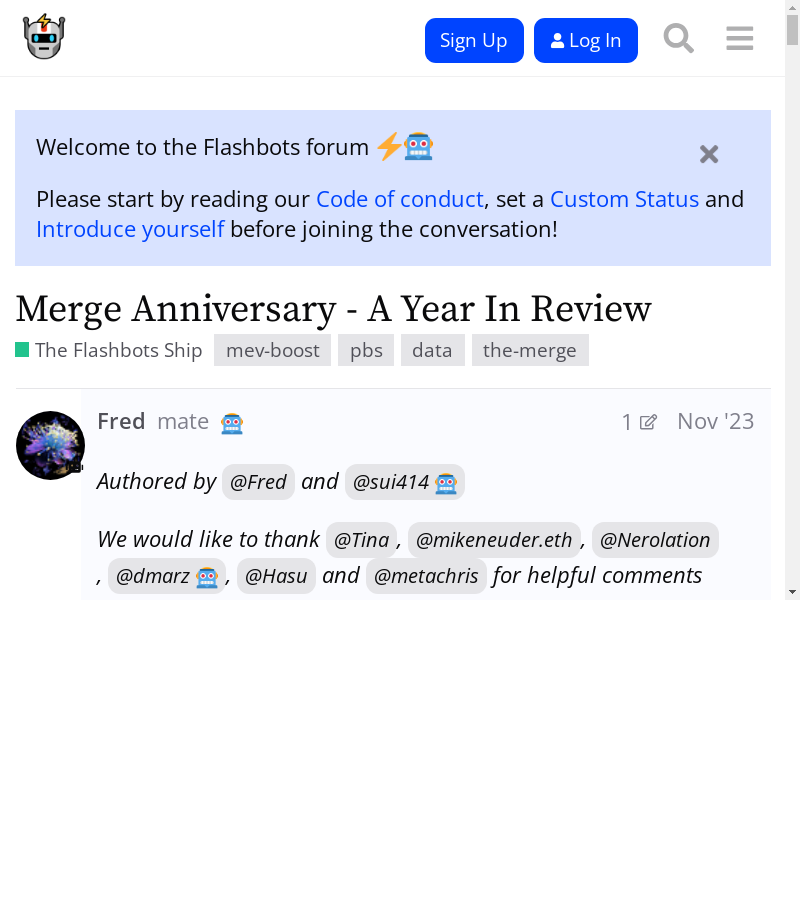 Sign Up Log In
Welcome to the Flashbots forum
Please start by reading our Code of conduct, set a Custom Status and
Introduce yourself before joining the conversation!
Merge Anniversary - A Year In Review
The Flashbots Ship mev-boost pbs data the-merge
Fred mate 1 Nov '23
Authored by @Fred and @sui414
We would like to thank @Tina, @mikeneuder.eth, @Nerolation
, @dmarz, @Hasu and @metachris for helpful comments